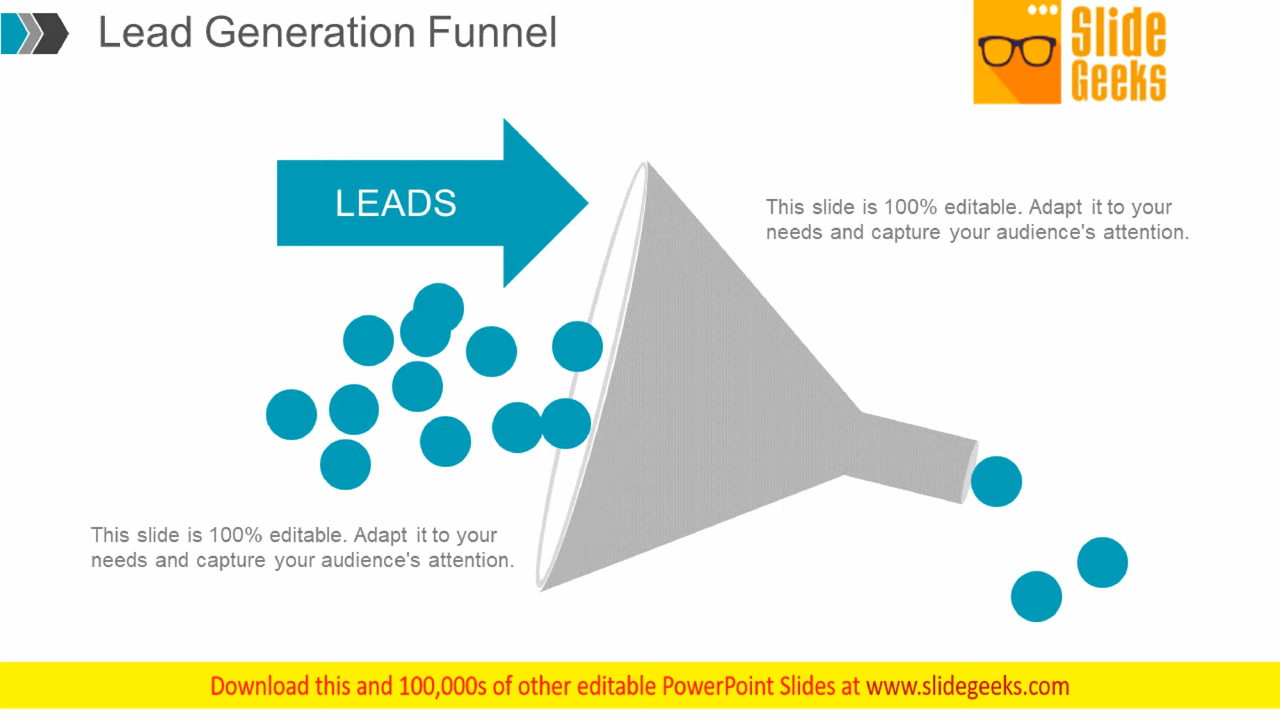 Lead Generation Funnel
Slide
Geeks
LEADS
This slide is 100% editable. Adapt it to your
needs and capture your audience's attention.
This slide is 100% editable. Adapt it to your
needs and capture your audience's attention.
Download this and 100,000s of other editable PowerPoint Slides at www.slidegeeks.com